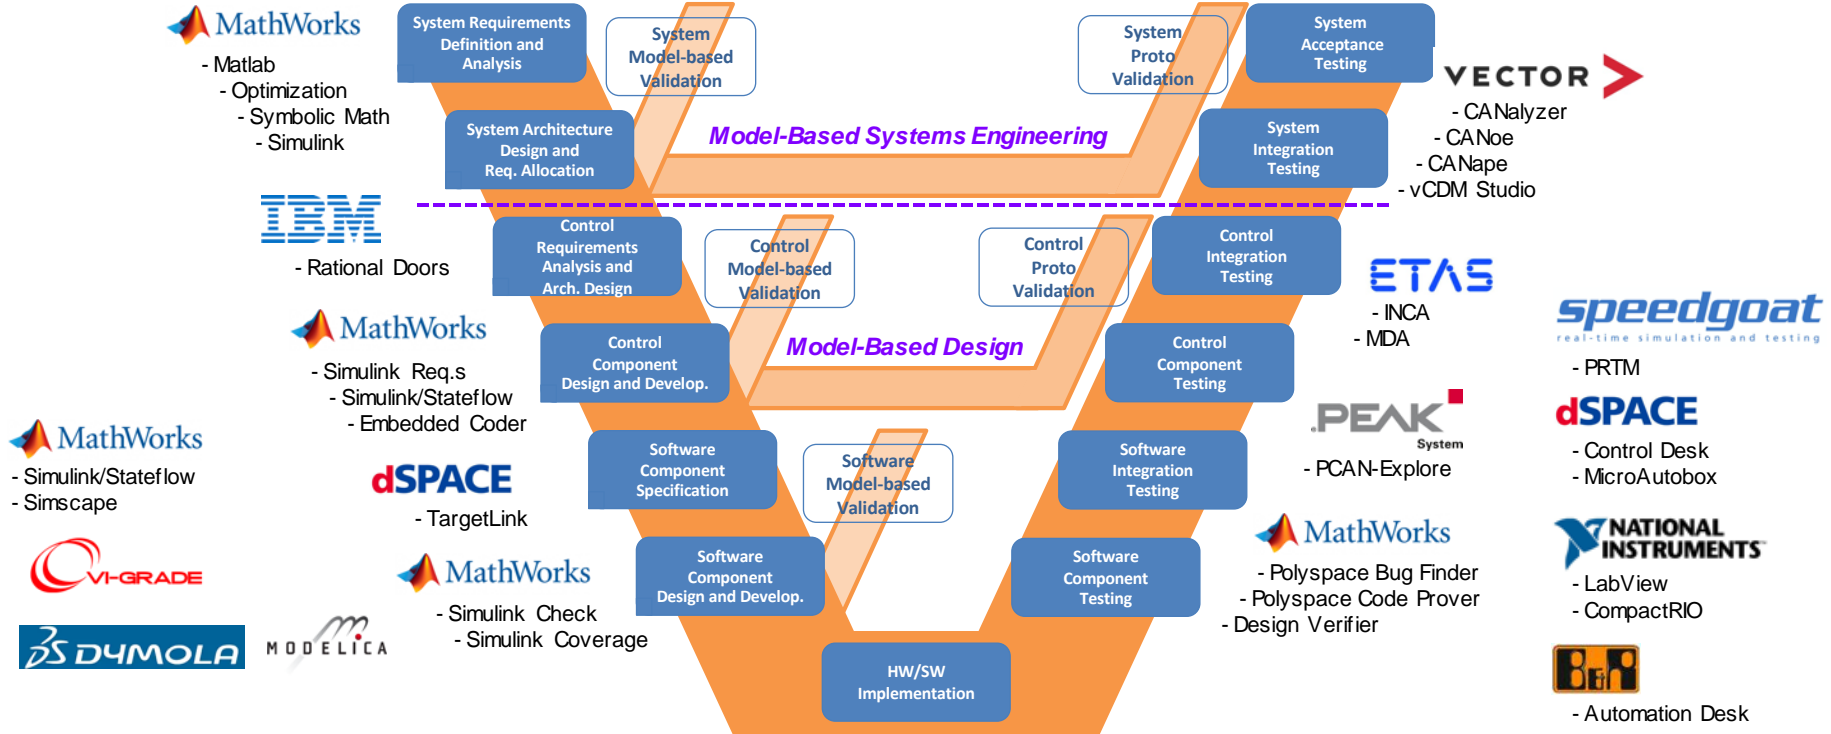 MathWorks
- Matlab
- Optimization
- Symbolic Math
- Simulink
IBM
- Rational Doors
MathWorks
- Simulink Req.s
- Simulink/Stateflow
- Embedded Coder
MathWorks
- Simulink/Stateflow
- Simscape
dSPACE
- TargetLink
VI-GRADE
MathWorks
- Simulink Check
- Simulink Coverage
DS DYMOLA
MODELICA
System Requirements
Definition and
Analysis
System Architecture
Design and
Req. Allocation
Control
Requirements
Analysis and
Arch. Design
Control
Component
Design and Develop.
Software
Component
Specification
Software
Component
Design and Develop.
HW/SW
Implementation
System
Model-based
Validation
Control
Model-based
Validation
Software
Model-based
Validation
Model-Based Systems Engineering
Model-Based Design
System
Proto
Validation
Control
Proto
Validation
System
Acceptance
Testing
System
Integration
Testing
Control
Integration
Testing
Control
Component
Testing
Software
Integration
Testing
Software
Component
Testing
VECTOR
- CANalyzer
- CANoe
- CANape
- vCDM Studio
ETAS
- INCA
- MDA
PEAK
System
- PCAN-Explore
MathWorks
- Polyspace Bug Finder
- Polyspace Code Prover
- Design Verifier
speedgoat
real-time simulation and testing
- PRTM
dSPACE
- Control Desk
- MicroAutobox
NATIONAL
INSTRUMENTS
- LabView
- CompactRIO
B&R
- Automation Desk